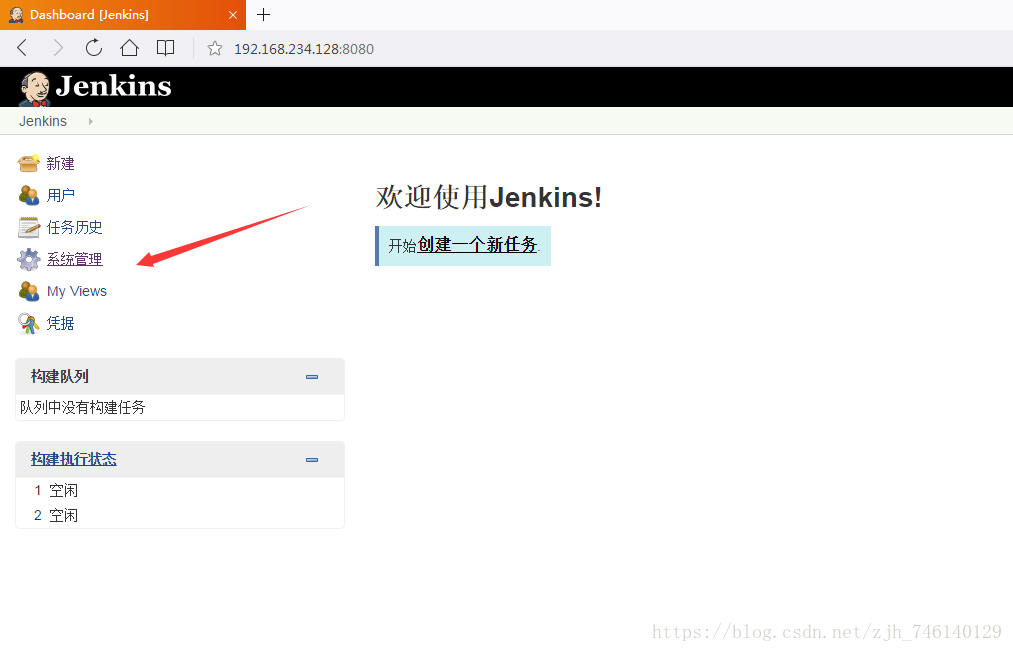 Dashboard [Jenkins]
192.168.234.128:8080
Jenkins
Jenkins
新建
用户
任务历史
系统管理
My Views
凭据
欢迎使用Jenkins!
开始创建一个新任务.
构建队列
队列中没有构建任务
构建执行状态
1 空闲
2 空闲
https://blog.csdn.net/zjh_746140129